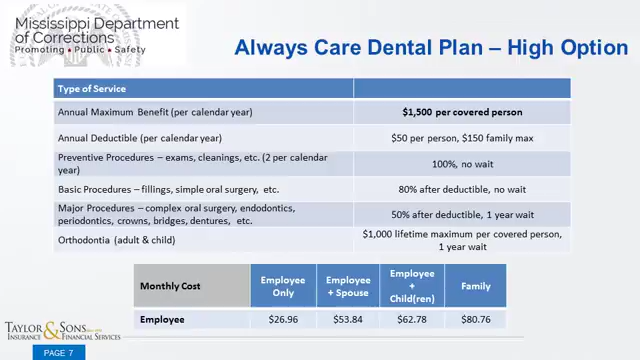 Mississippi Department
of Corrections
Promoting • Public • Safety
Always Care Dental Plan – High Option
Type of Service
Annual Maximum Benefit (per calendar year) $1,500 per covered person
Annual Deductible (per calendar year) $50 per person, $150 family max
Preventive Procedures – exams, cleanings, etc. (2 per calendar
year) 100%, no wait
Basic Procedures – fillings, simple oral surgery, etc. 80% after deductible, no wait
Major Procedures – complex oral surgery, endodontics,
periodontics, crowns, bridges, dentures, etc. 50% after deductible, 1 year wait
Orthodontia (adult & child) $1,000 lifetime maximum per covered person,
1 year wait
Monthly Cost
Employee
Only
Employee
+ Spouse
Employee
+
Child(ren)
Family
Employee $26.96 $53.84 $62.78 $80.76
TAYLOR & SONS
INSURANCE & FINANCIAL SERVICES
PAGE 7